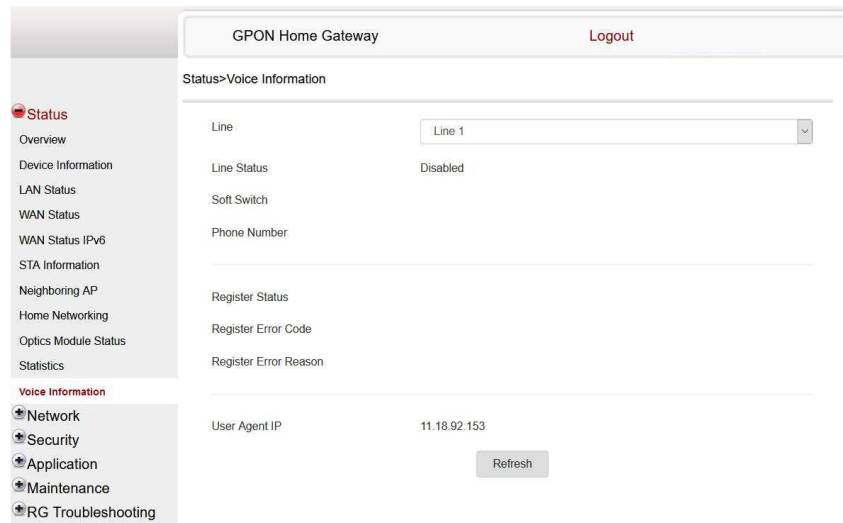 GPON Home Gateway
Logout
Status>Voice Information
Status
Overview
Device Information
LAN Status
WAN Status
WAN Status IPv6
STA Information
Neighboring AP
Home Networking
Optics Module Status
Statistics
Voice Information
Network
Security
Application
Maintenance
RG Troubleshooting
Line
Line 1
Line Status
Disabled
Soft Switch
Phone Number
Register Status
Register Error Code
Register Error Reason
User Agent IP
11.18.92.153
Refresh